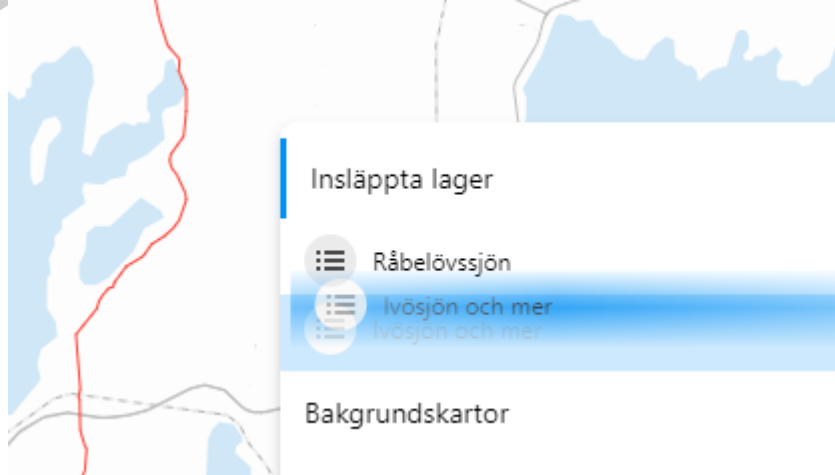 Insläppta lager
Råbelövssjön
Ivösjön och mer
Ivösjön och mer
Bakgrundskartor